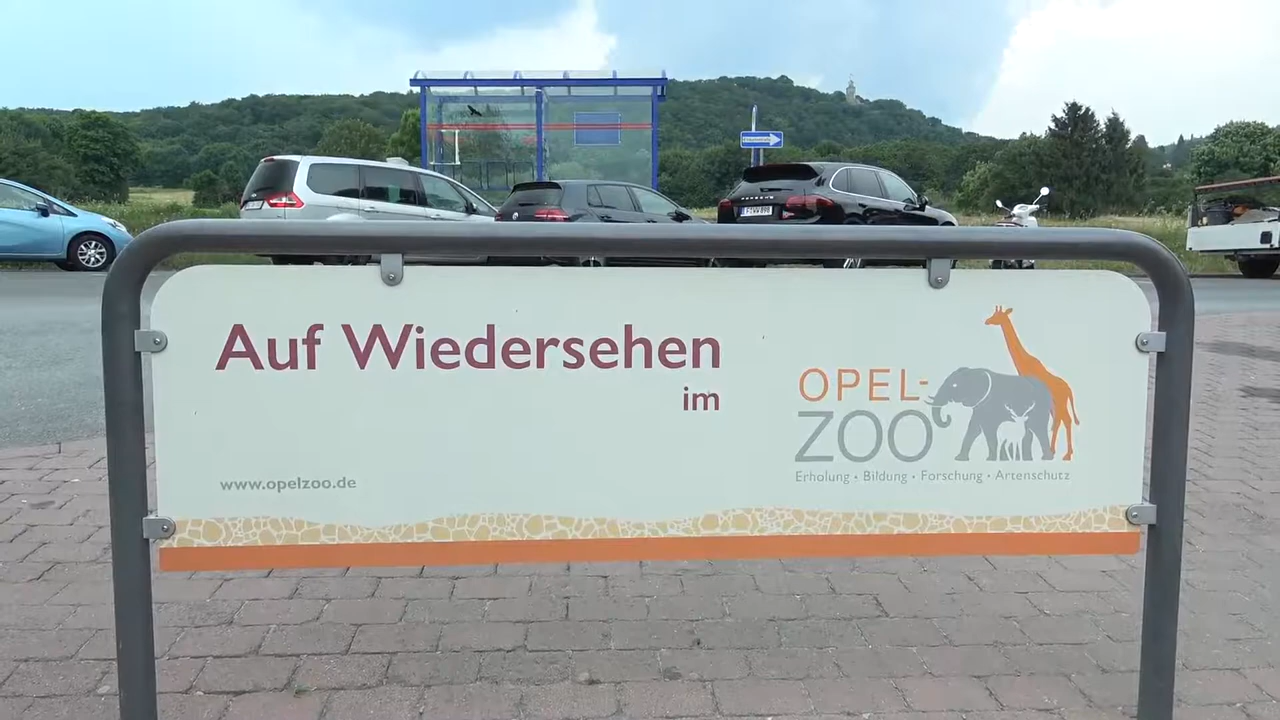 Auf Wiedersehen
im
OPEL-
ZOO
Erholung • Bildung • Forschung • Artenschutz
www.opelzoo.de